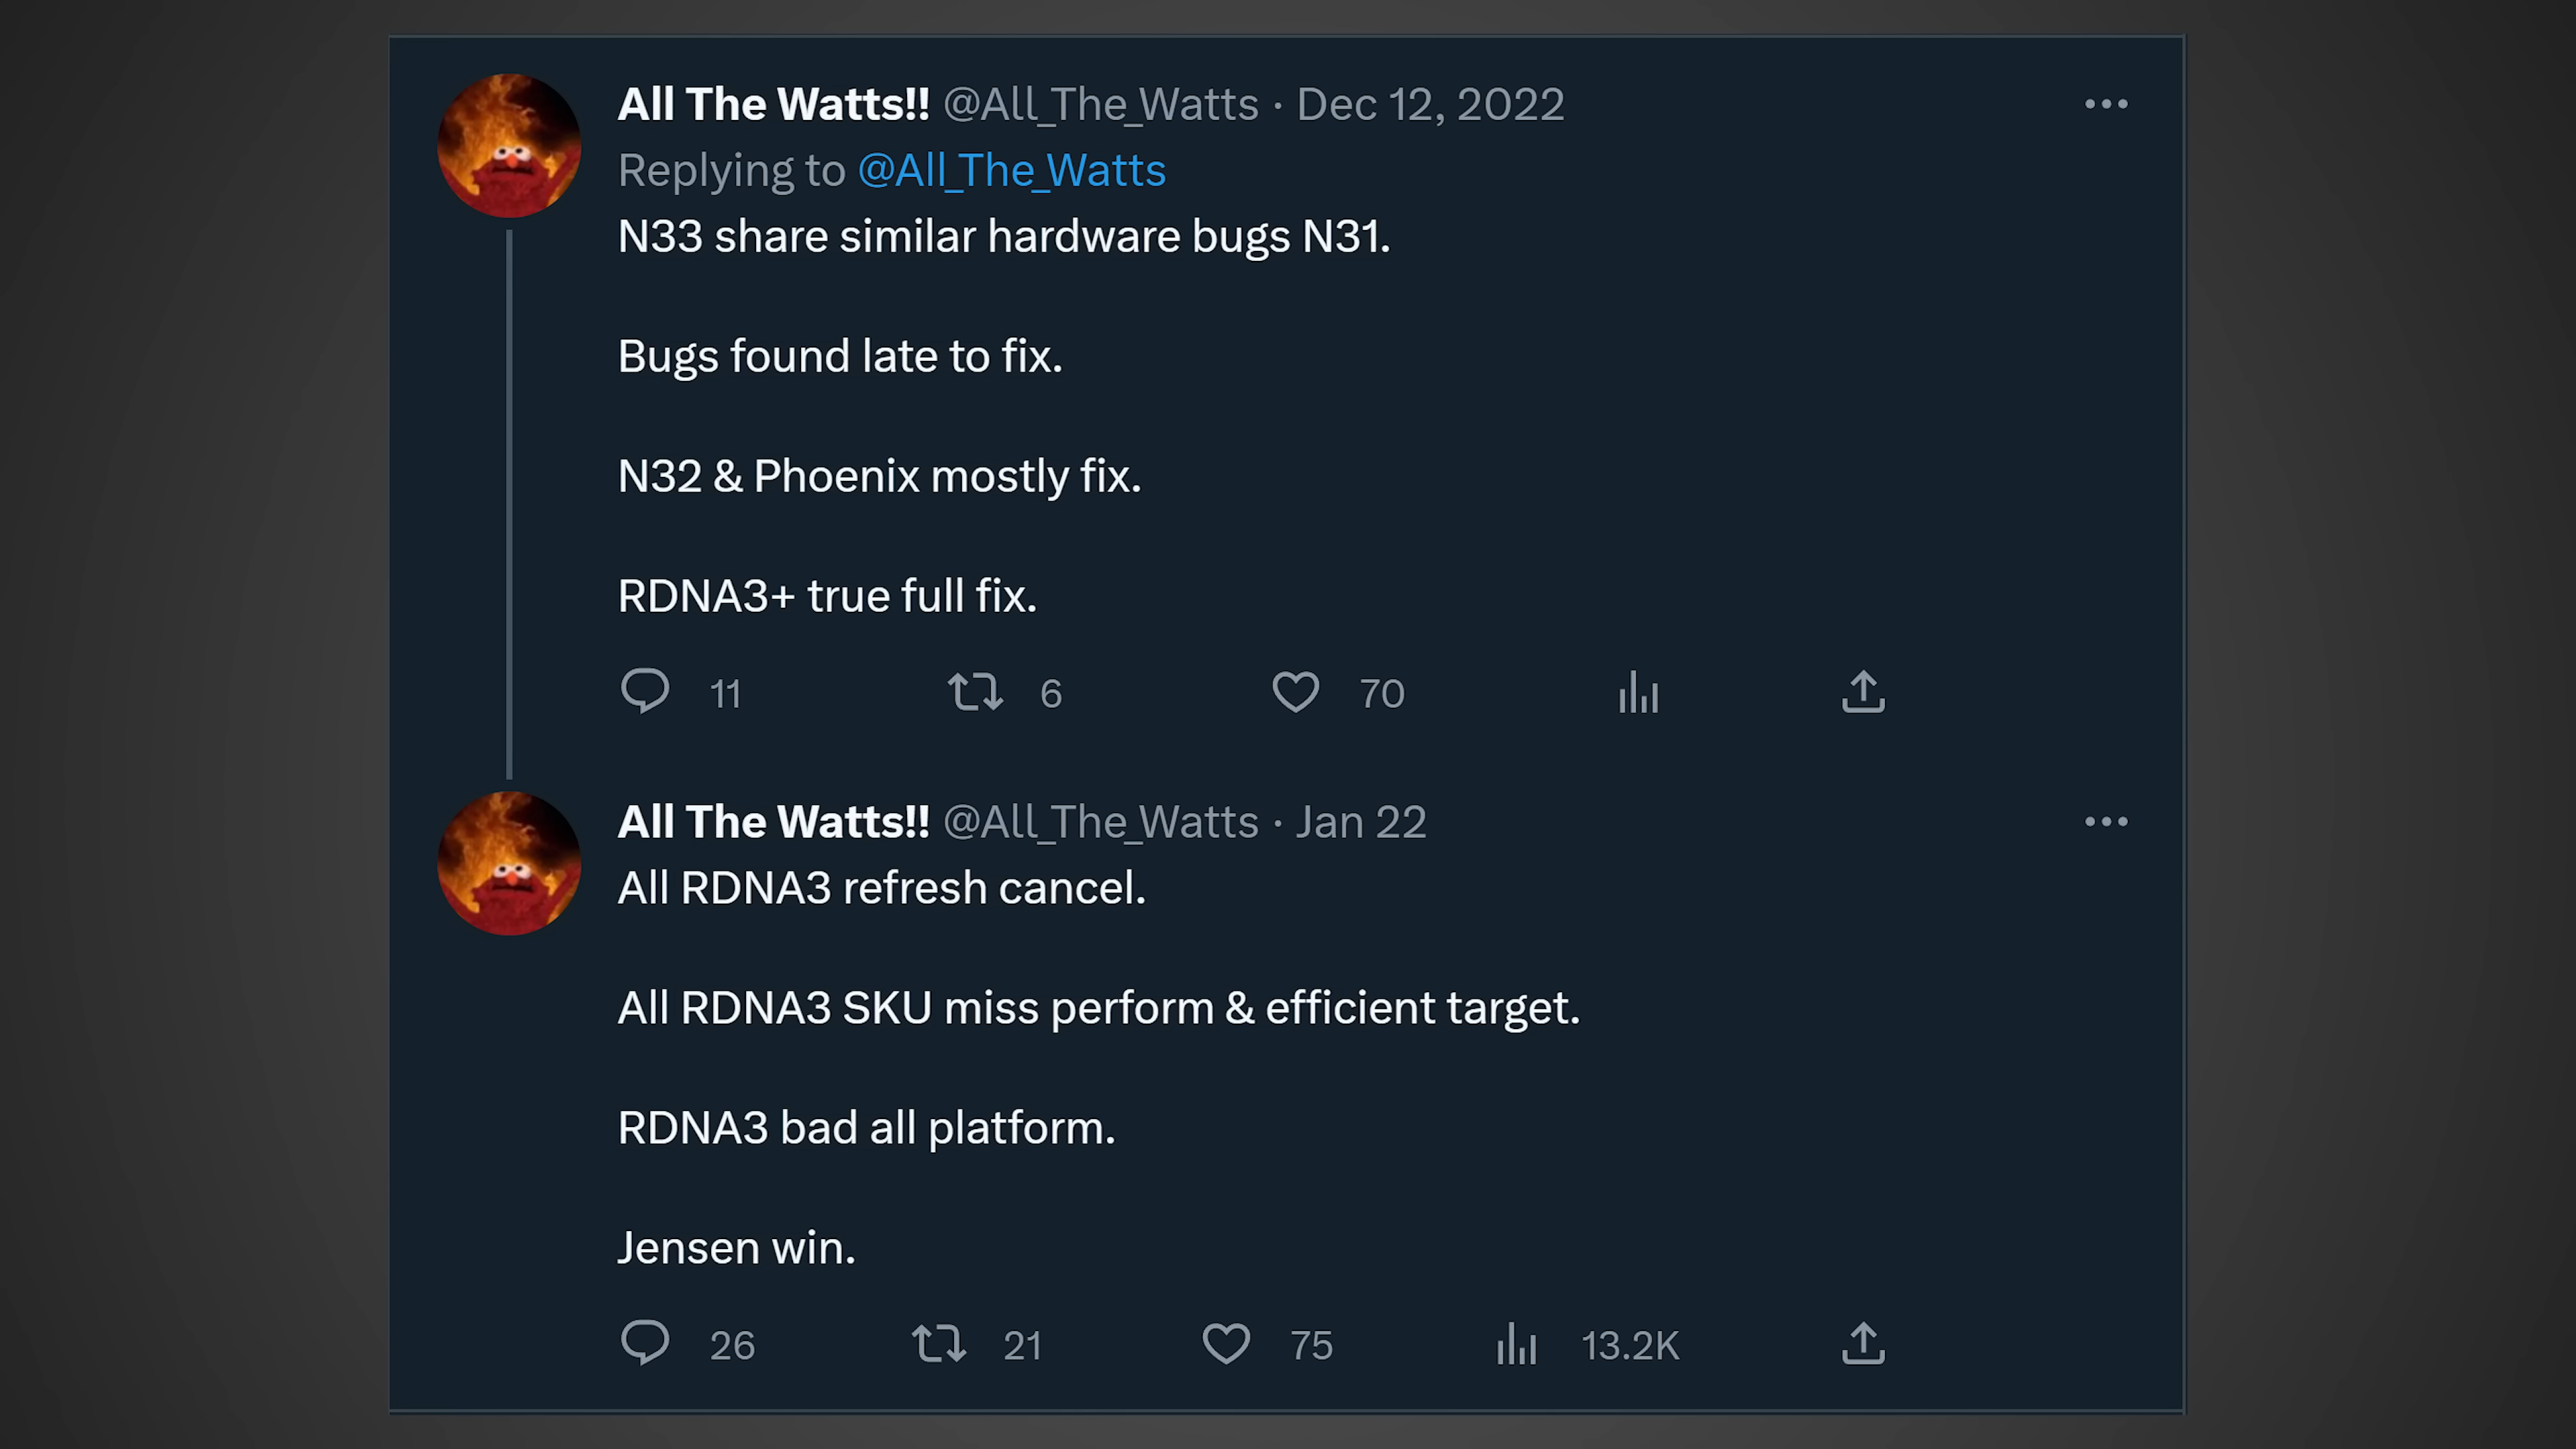 All The Watts!! @All_The_Watts · Dec 12, 2022
Replying to @All_The_Watts
N33 share similar hardware bugs N31.
Bugs found late to fix.
N32 & Phoenix mostly fix.
RDNA3+ true full fix.
11 6 70
All The Watts!! @All_The_Watts · Jan 22
All RDNA3 refresh cancel.
All RDNA3 SKU miss perform & efficient target.
RDNA3 bad all platform.
Jensen win.
26 21 75 13.2K